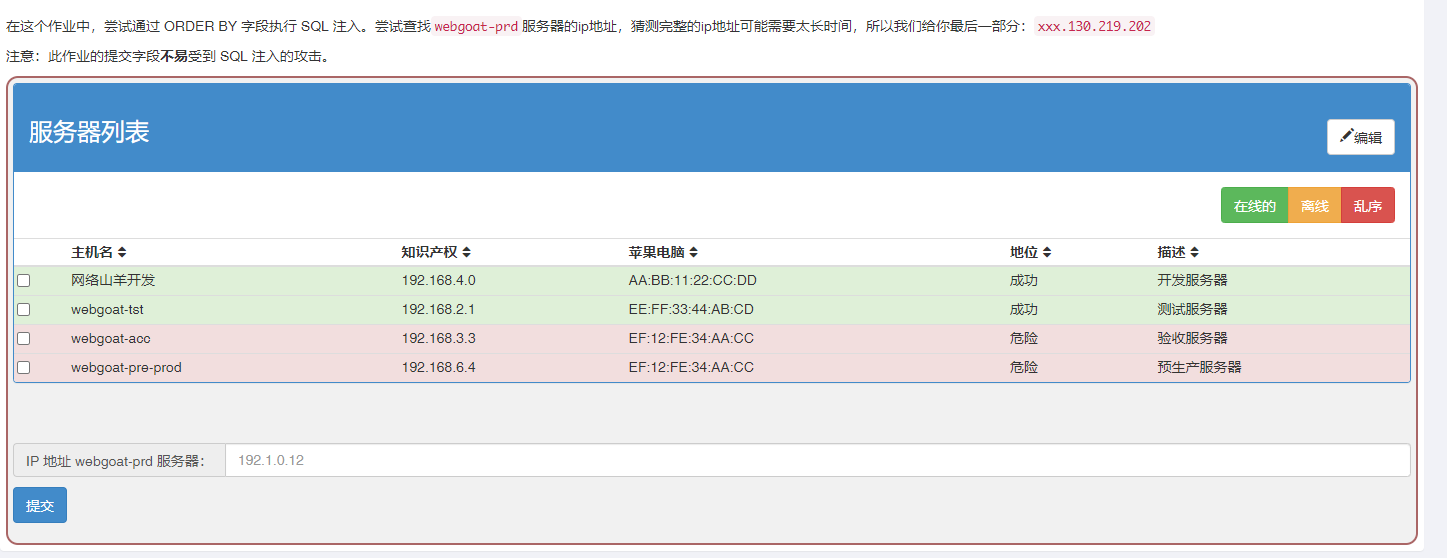 在这个作业中，尝试通过 ORDER BY 字段执行 SQL 注入。尝试查找 webgoat-prd 服务器的ip地址，猜测完整的ip地址可能需要太长时间，所以我们给你最后一部分： xxx.130.219.202
注意：此作业的提交字段不易受到 SQL 注入的攻击。
服务器列表
编辑
在线的 离线 乱序
主机名 知识产权 苹果电脑 地位 描述
网络山羊开发 192.168.4.0 AA:BB:11:22:CC:DD 成功 开发服务器
webgoat-tst 192.168.2.1 EE:FF:33:44:AB:CD 成功 测试服务器
webgoat-acc 192.168.3.3 EF:12:FE:34:AA:CC 危险 验收服务器
webgoat-pre-prod 192.168.6.4 EF:12:FE:34:AA:CC 危险 预生产服务器
IP 地址 webgoat-prd 服务器： 192.1.0.12
提交